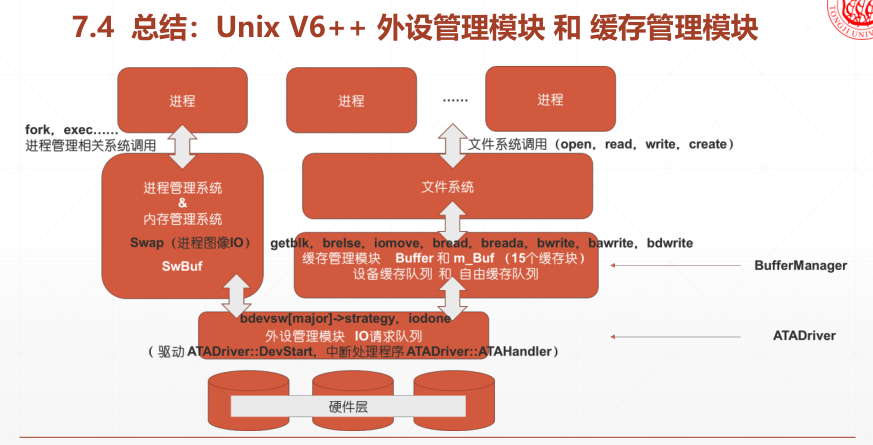 7.4 总结：Unix V6++ 外设管理模块 和 缓存管理模块
TONGJI UNIV
进程
进程
······
进程
fork，exec……
进程管理相关系统调用
文件系统调用（open，read，write，create）
进程管理系统
&
内存管理系统
Swap（进程图像IO）
SwBuf
文件系统
getblk，brelse，iomove，bread，breada，bwrite，bawrite，bdwrite
缓存管理模块 Buffer 和 m_Buf （15个缓存块）
设备缓存队列 和 自由缓存队列
BufferManager
bdevsw[major]->strategy，iodone
外设管理模块 IO请求队列
（ 驱动 ATADriver::DevStart，中断处理程序 ATADriver::ATAHandler）
ATADriver
硬件层